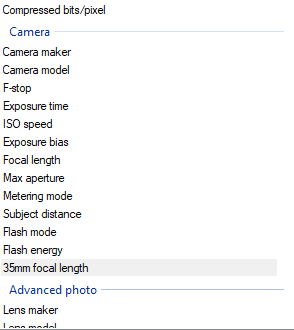 Compressed bits/pixel
Camera
Camera maker
Camera model
F-stop
Exposure time
ISO speed
Exposure bias
Focal length
Max aperture
Metering mode
Subject distance
Flash mode
Flash energy
35mm focal length
Advanced photo
Lens maker
Lens model